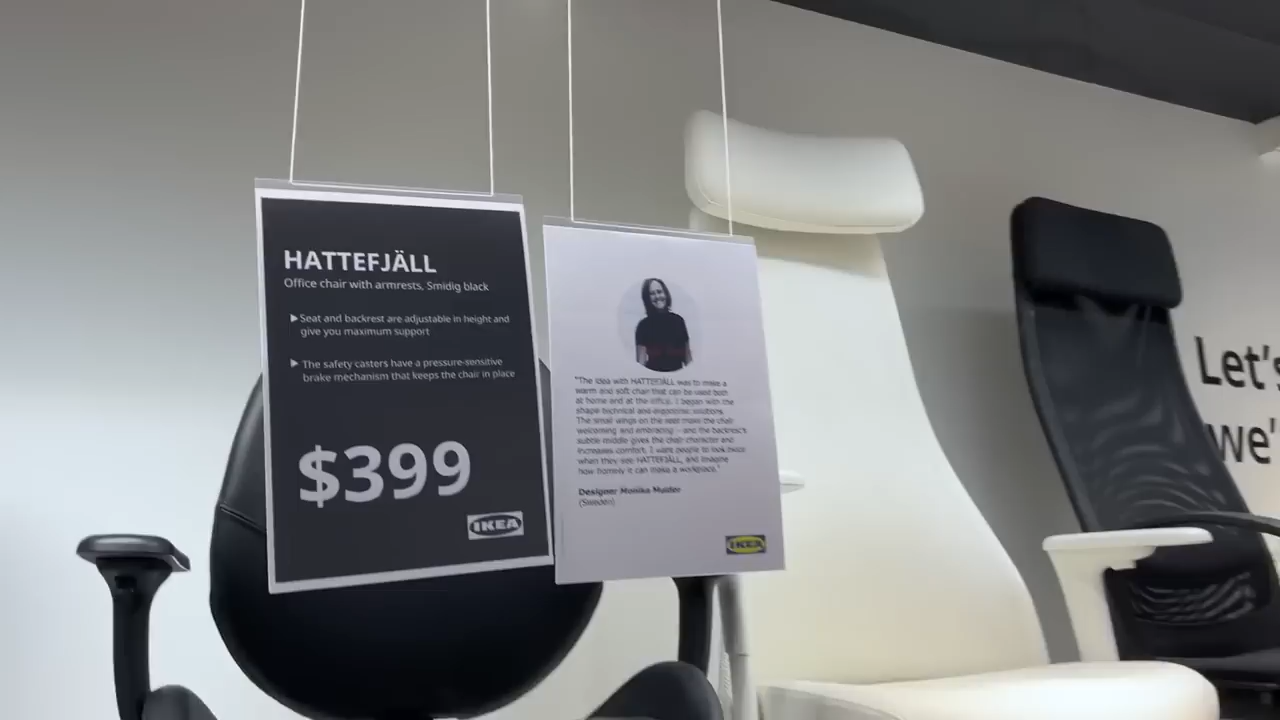 HATTEFJÄLL
Office chair with armrests, Smidig black
▶Seat and backrest are adjustable in height and
give you maximum support
▶ The safety casters have a pressure-sensitive
brake mechanism that keeps the chair in place
$399
IKEA
"The idea with HATTEFJÄLL was to make a
warm and soft chair that can be used both
at home and at the office. I began with the
shape technical and ergonomic solutions.
The small wings on the seat make the chair
welcoming and embracing – and the backrest's
subtle middle gives the chair character and
increases comfort. I want people to look twice
when they see HATTEFJÄLL, and imagine
how homely it can make a workplace."
Designer Monika Mulder
(Sweden)
IKEA
Let's
we'